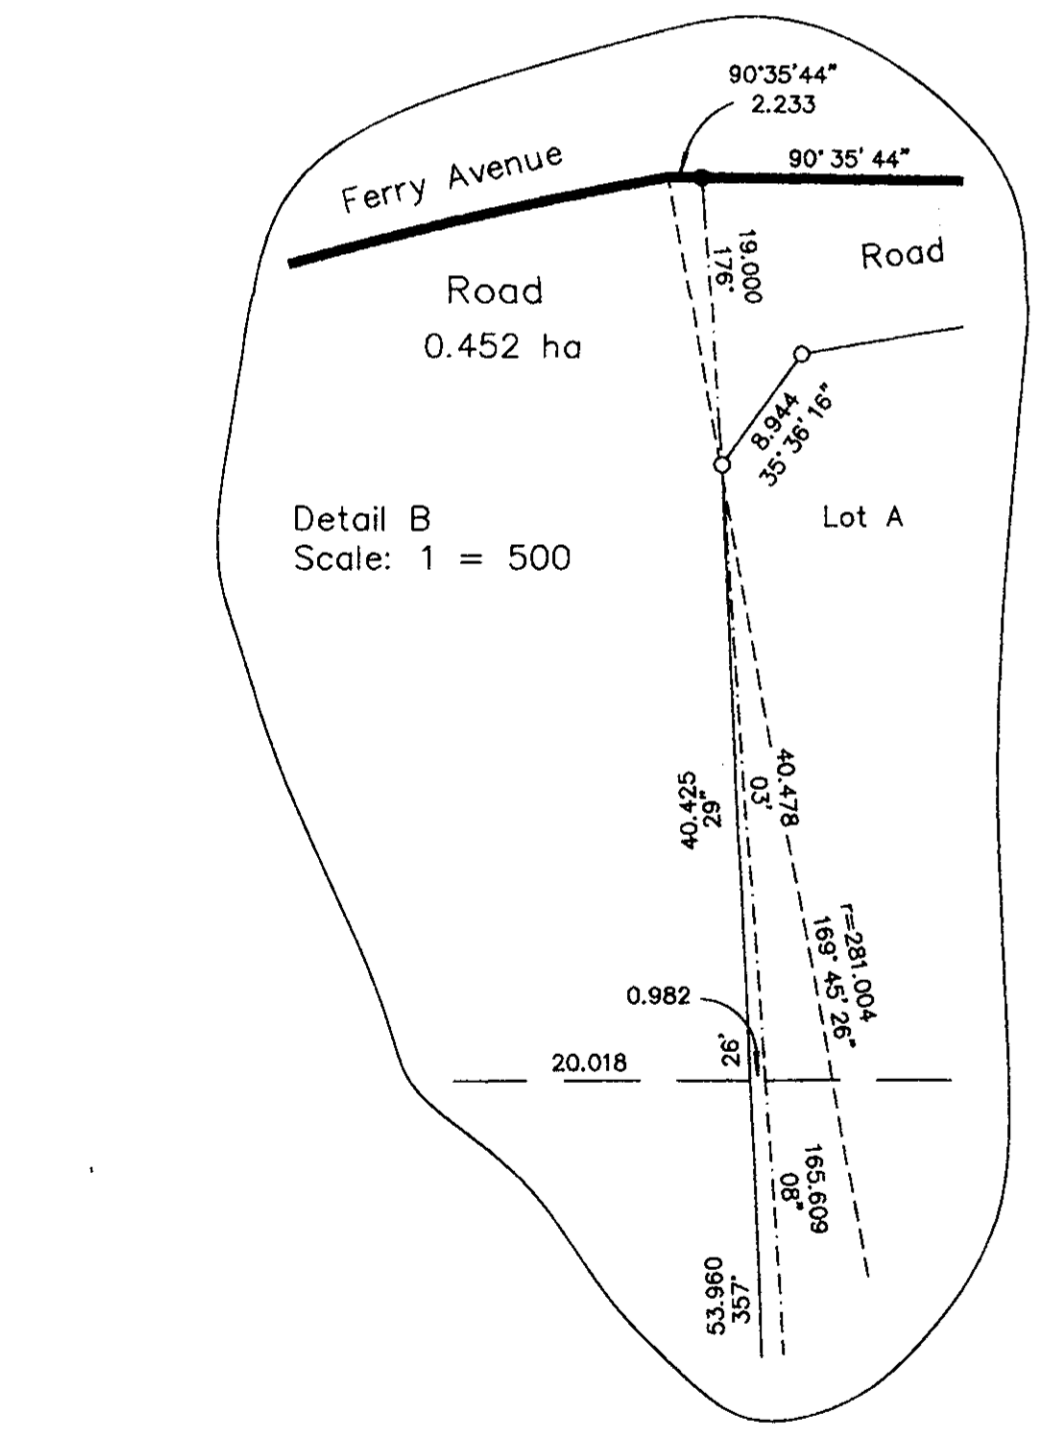 90°35'44"
2.233
90° 35' 44"
Ferry Avenue
19.000
176°
Road
Road
0.452 ha
8.944
35° 36' 16"
Detail B
Scale: 1 = 500
Lot A
40.425
29"
03'
40.478
r=281.004
169° 45' 26"
0.982
26'
20.018
165.609
08"
53.960
357°